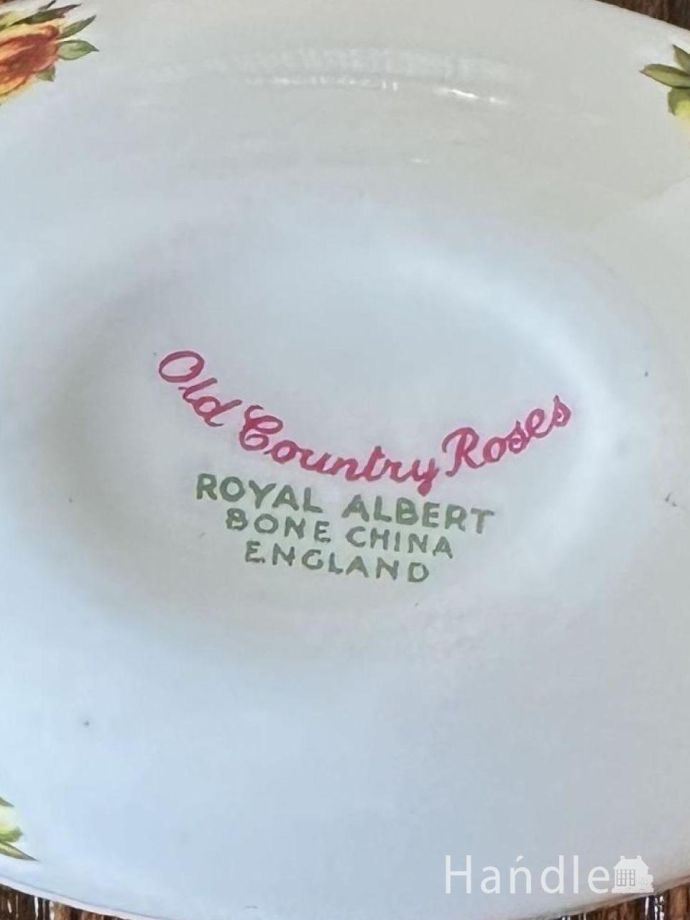 Old Country Roses
ROYAL ALBERT
BONE CHINA
ENGLAND
Handle